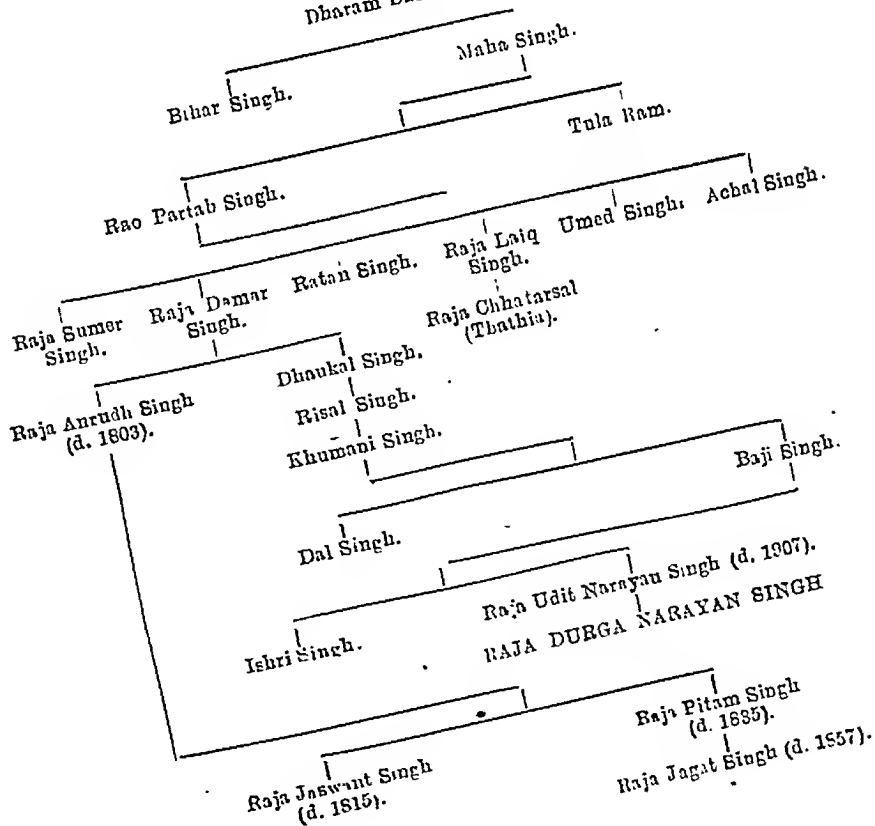 Dharam
Maha Singh.
Bihar Singh.
Tula Ram.
Rao Partab Singh.
Raja Sumer
Singh.
Raja Damar
Singh.
Ratan Singh.
Raja Laiq
Singh.
Umed Singh.
Achal Singh.
Raja Chhatarsal
(Thathia).
Raja Anrudh Singh
(d. 1803).
Dhaukal Singh.
Risal Singh.
Khumani Singh.
Baji Singh.
Dal Singh.
Raja Udit Narayan Singh (d. 1907).
Ishri Singh.
RAJA DURGA NARAYAN SINGH
Raja Jaswant Singh
(d. 1815).
Raja Pitam Singh
(d. 1835).
Raja Jagat Singh (d. 1857).